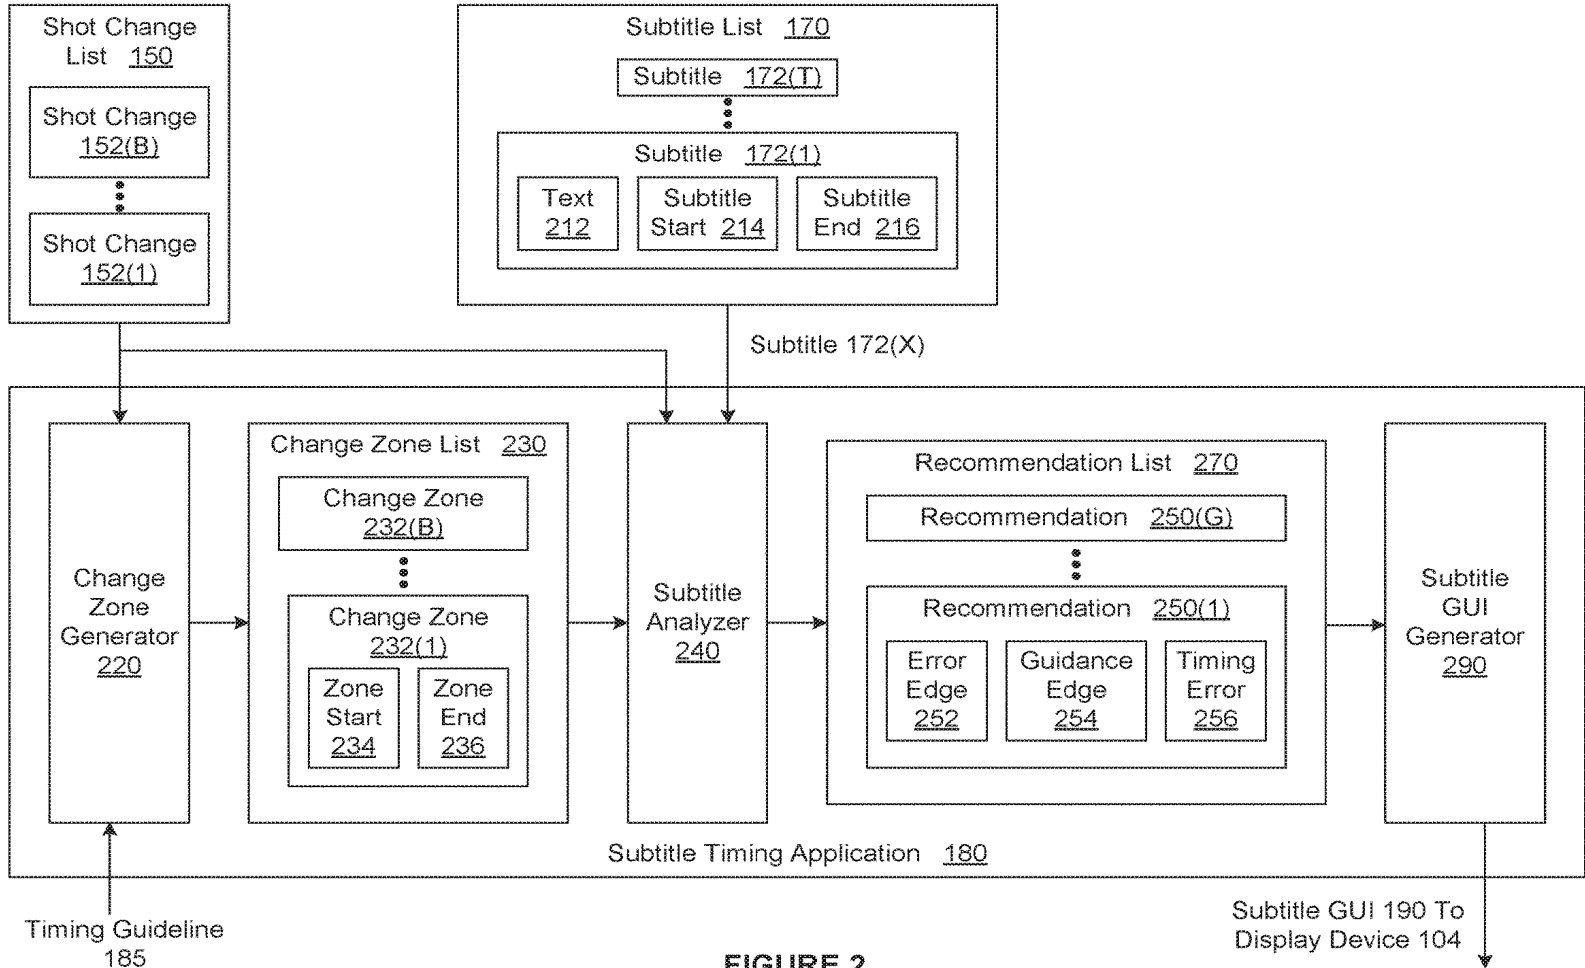 Shot Change
List 150
Shot Change
152(B)
Shot Change
152(1)
Subtitle List 170
Subtitle 172(T)
Subtitle 172(1)
Text
212
Subtitle
Start 214
Subtitle
End 216
Subtitle 172(X)
Change
Zone
Generator
220
Change Zone List 230
Change Zone
232(B)
Change Zone
232(1)
Zone
Start
234
Zone
End
236
Subtitle
Analyzer
240
Recommendation List 270
Recommendation 250(G)
Recommendation 250(1)
Error
Edge
252
Guidance
Edge
254
Timing
Error
256
Subtitle
GUI
Generator
290
Subtitle Timing Application 180
Timing Guideline
185
Subtitle GUI 190 To
Display Device 104
FIGURE 2